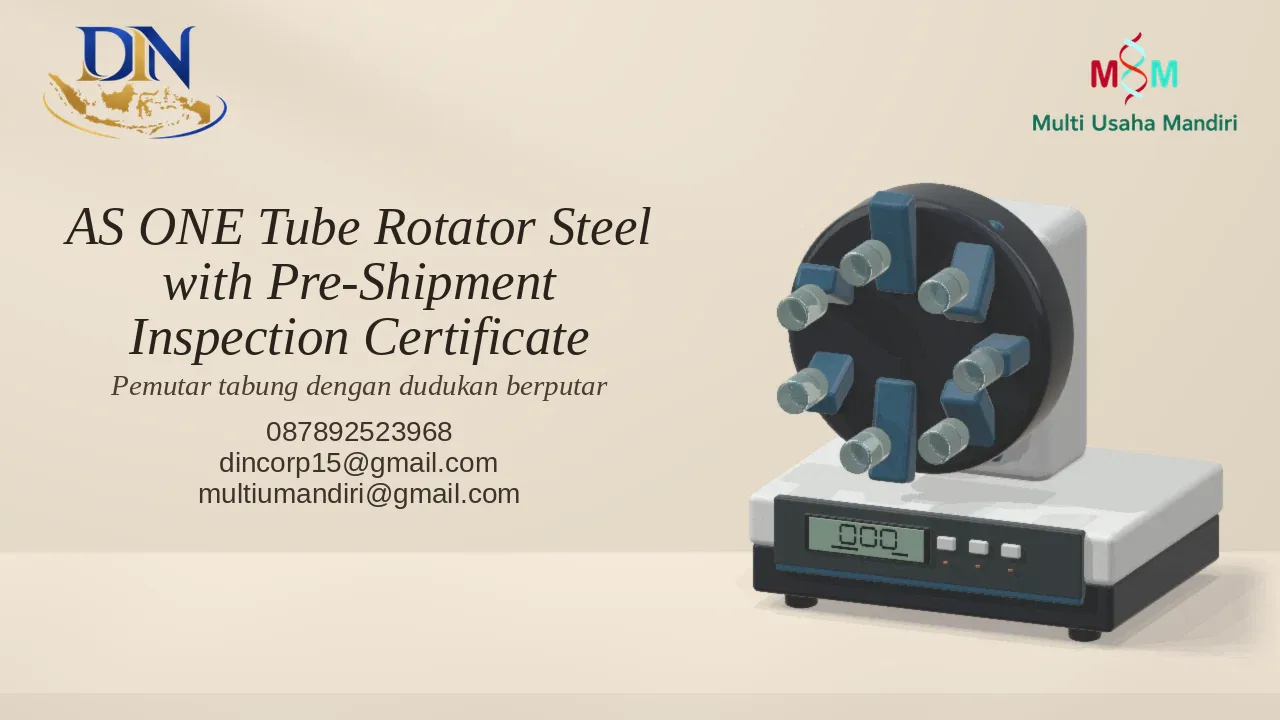 DIN
M M
Multi Usaha Mandiri
AS ONE Tube Rotator Steel
with Pre-Shipment
Inspection Certificate
Pemutar tabung dengan dudukan berputar
087892523968
dincorp15@gmail.com
multiumandiri@gmail.com
000